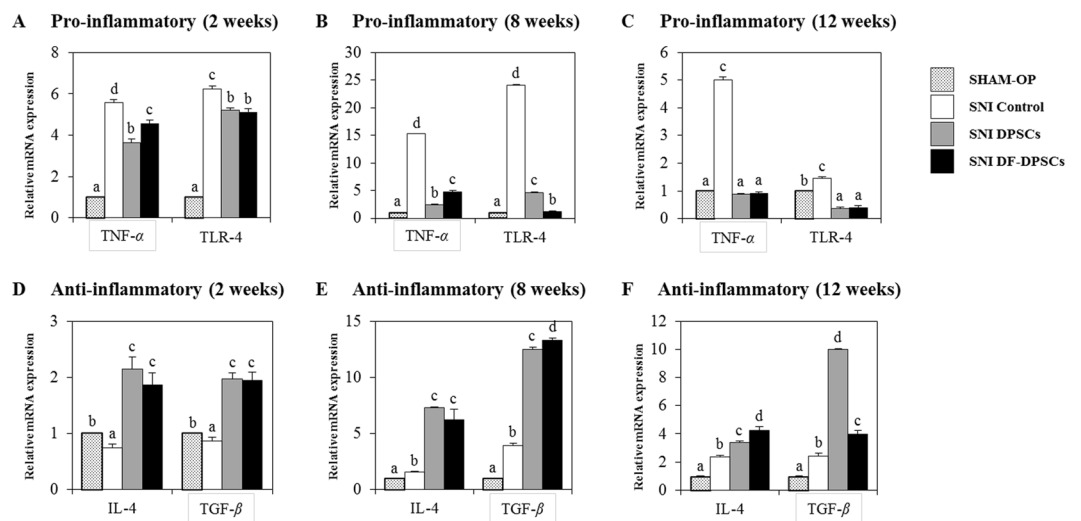 A Pro-inflammatory (2 weeks)
Relative mRNA expression
8
6
4
2
0
a d b c
a c b b
TNF-α TLR-4
B Pro-inflammatory (8 weeks)
Relative mRNA expression
30
25
20
15
10
5
0
a d b c
a d c b
TNF-α TLR-4
C Pro-inflammatory (12 weeks)
Relative mRNA expression
6
5
4
3
2
1
0
a c a a
b c a a
TNF-α TLR-4
SHAM-OP
SNI Control
SNI DPSCs
SNI DF-DPSCs
D Anti-inflammatory (2 weeks)
Relative mRNA expression
3
2
1
0
b a c c
b a c c
IL-4 TGF-β
E Anti-inflammatory (8 weeks)
Relative mRNA expression
15
10
5
0
a b c c
a b c d
IL-4 TGF-β
F Anti-inflammatory (12 weeks)
Relative mRNA expression
12
10
8
6
4
2
0
a b c d
a b d c
IL-4 TGF-β